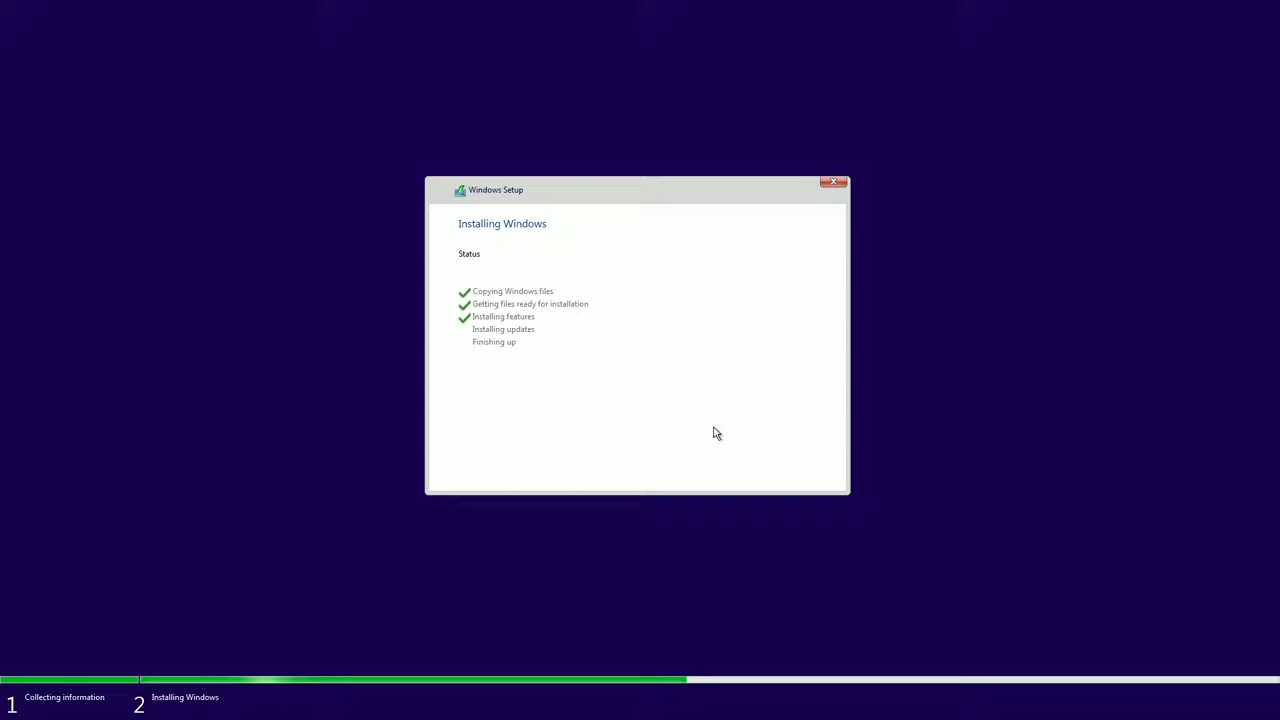 Windows Setup
Installing Windows
Status
Copying Windows files
Getting files ready for installation
Installing features
Installing updates
Finishing up
1 Collecting information
2 Installing Windows